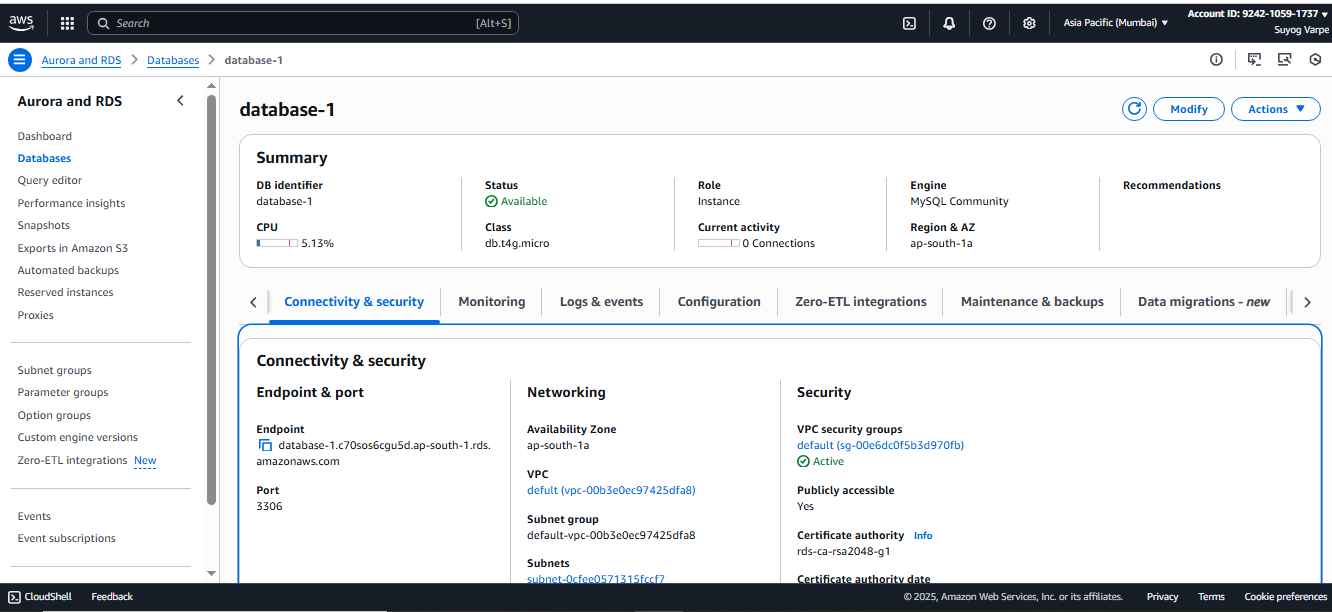 aws
Search [Alt+S]
Asia Pacific (Mumbai)
Account ID: 9242-1059-1737
Suyog Varpe
Aurora and RDS > Databases > database-1
Aurora and RDS
Dashboard
Databases
Query editor
Performance insights
Snapshots
Exports in Amazon S3
Automated backups
Reserved instances
Proxies
Subnet groups
Parameter groups
Option groups
Custom engine versions
Zero-ETL integrations New
Events
Event subscriptions
database-1
Modify
Actions
Summary
DB identifier
database-1
CPU
5.13%
Status
Available
Class
db.t4g.micro
Role
Instance
Current activity
0 Connections
Engine
MySQL Community
Region & AZ
ap-south-1a
Recommendations
Connectivity & security
Monitoring
Logs & events
Configuration
Zero-ETL integrations
Maintenance & backups
Data migrations - new
Connectivity & security
Endpoint & port
Endpoint
database-1.c70sos6cgu5d.ap-south-1.rds.
amazonaws.com
Port
3306
Networking
Availability Zone
ap-south-1a
VPC
defult (vpc-00b3e0ec97425dfa8)
Subnet group
default-vpc-00b3e0ec97425dfa8
Subnets
subnet-0cfee0571315fccf7
Security
VPC security groups
default (sg-00e6dc0f5b3d970fb)
Active
Publicly accessible
Yes
Certificate authority Info
rds-ca-rsa2048-g1
Certificate authority date
CloudShell
Feedback
© 2025, Amazon Web Services, Inc. or its affiliates.
Privacy
Terms
Cookie preferences